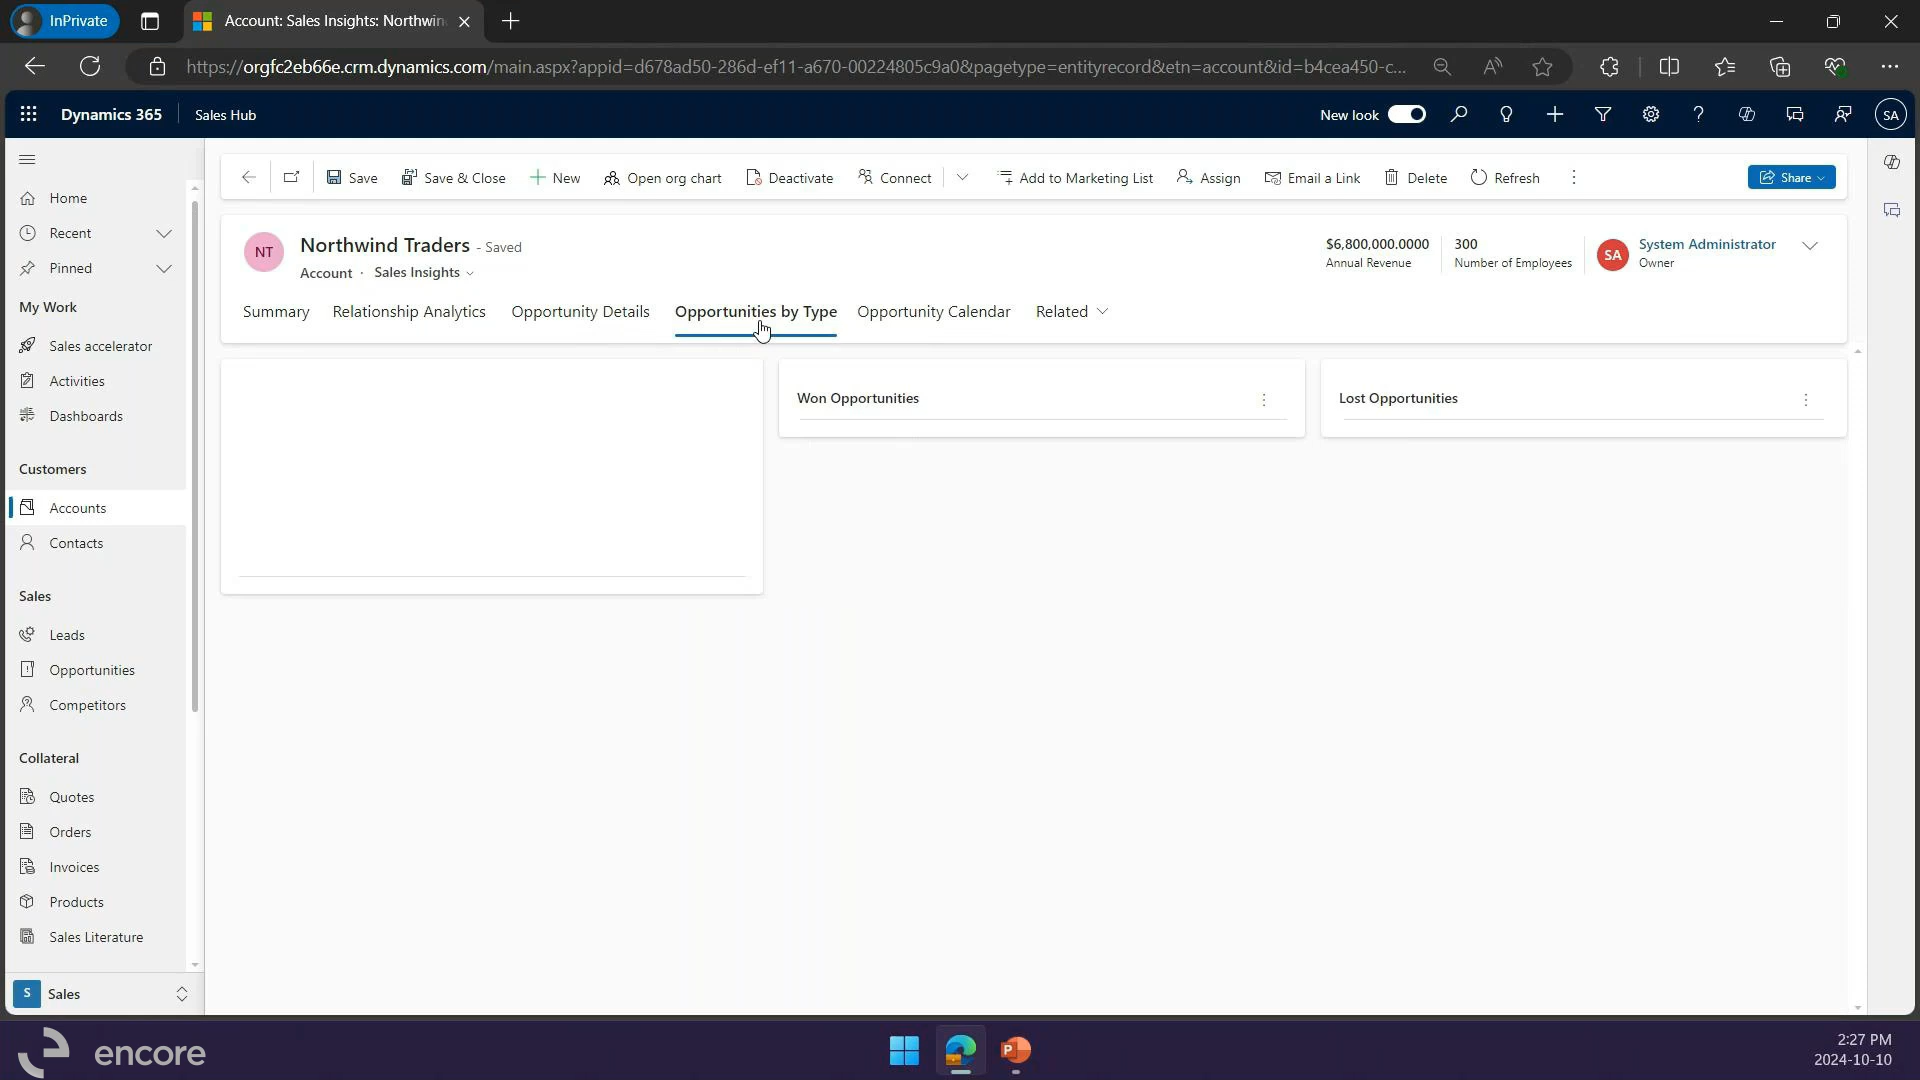 InPrivate
Account: Sales Insights: Northwin
https://orgfc2eb66e.crm.dynamics.com/main.aspx?appid=d678ad50-286d-ef11-a670-00224805c9a0&pagetype=entityrecord&etn=account&id=b4cea450-c...
Dynamics 365
Sales Hub
New look
SA
Save
Save & Close
New
Open org chart
Deactivate
Connect
Add to Marketing List
Assign
Email a Link
Delete
Refresh
Share
NT
Northwind Traders - Saved
Account · Sales Insights
$6,800,000.0000
Annual Revenue
300
Number of Employees
SA
System Administrator
Owner
Summary
Relationship Analytics
Opportunity Details
Opportunities by Type
Opportunity Calendar
Related
Won Opportunities
Lost Opportunities
Home
Recent
Pinned
My Work
Sales accelerator
Activities
Dashboards
Customers
Accounts
Contacts
Sales
Leads
Opportunities
Competitors
Collateral
Quotes
Orders
Invoices
Products
Sales Literature
S
Sales
encore
P
2:27 PM
2024-10-10